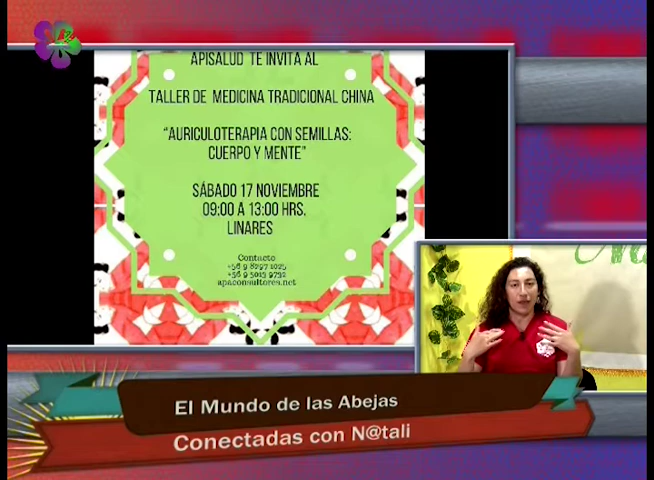 APISALUD TE INVITA AL
TALLER DE MEDICINA TRADICIONAL CHINA
"AURICULOTERAPIA CON SEMILLAS:
CUERPO Y MENTE"
SÁBADO 17 NOVIEMBRE
09:00 A 13:00 HRS.
LINARES
Contacto
apaconsultores.net
El Mundo de las Abejas
Conectadas con N@tali